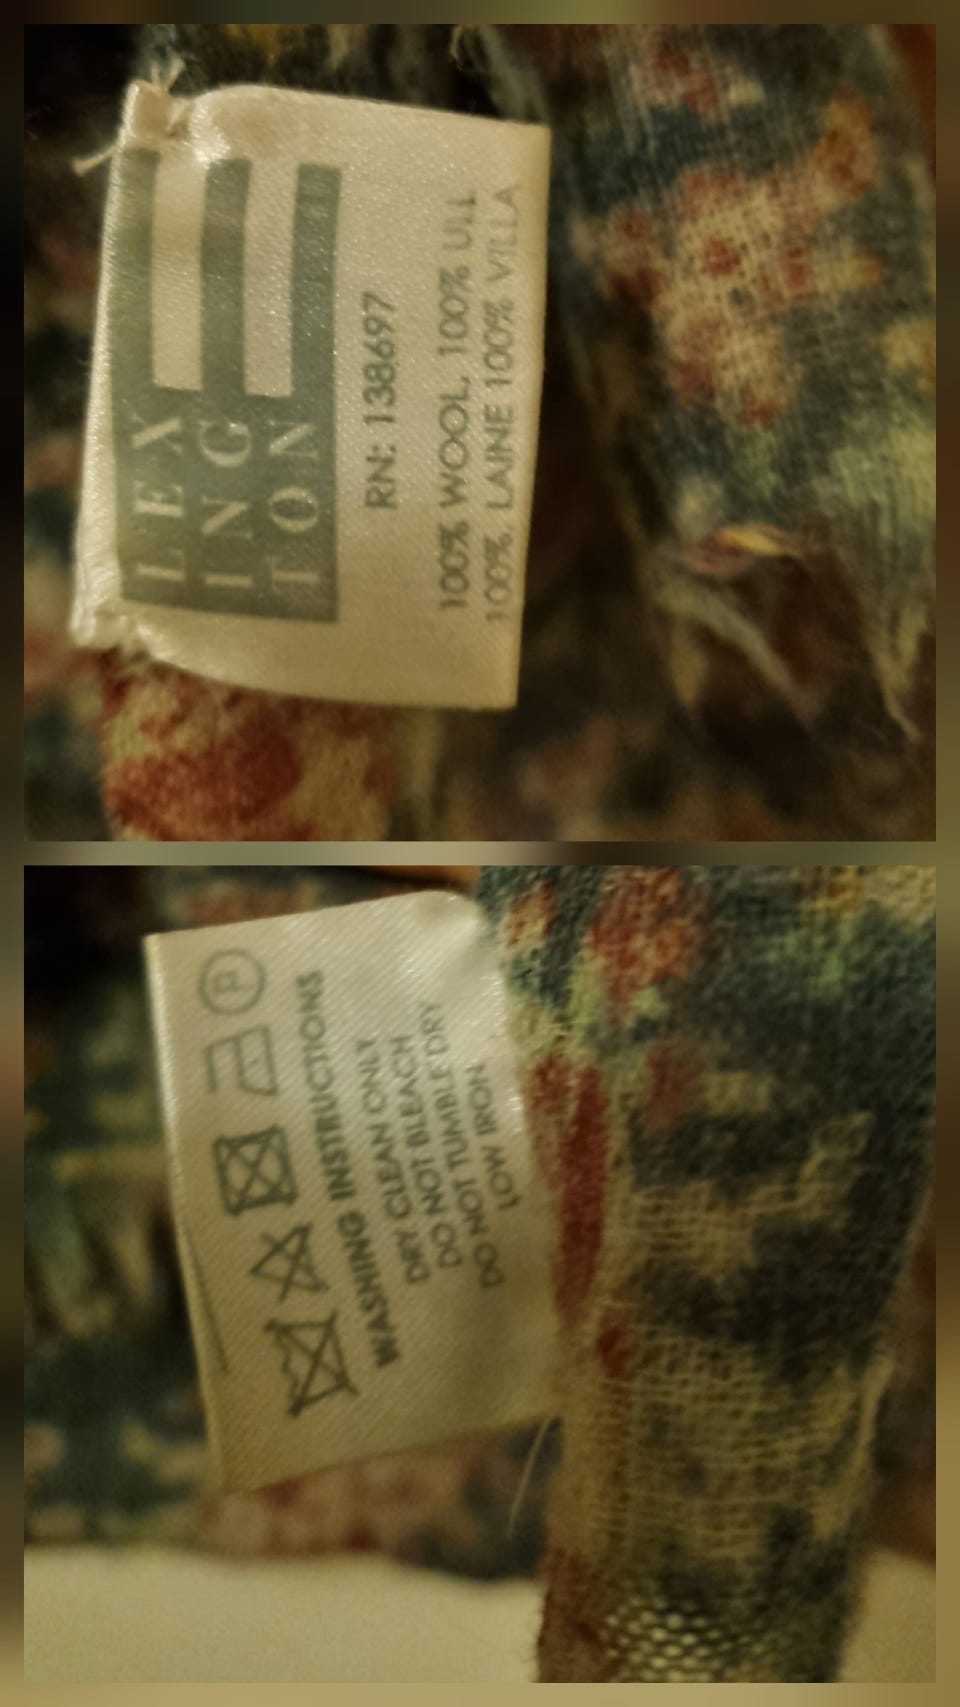 LEX
ING
TON
RN: 138697
100% WOOL 100% ULL
100% LAINE 100% VILLA
P
WASHING INSTRUCTIONS
DRY CLEAN ONLY
DO NOT BLEACH
DO NOT TUMBLE DRY
LOW IRON